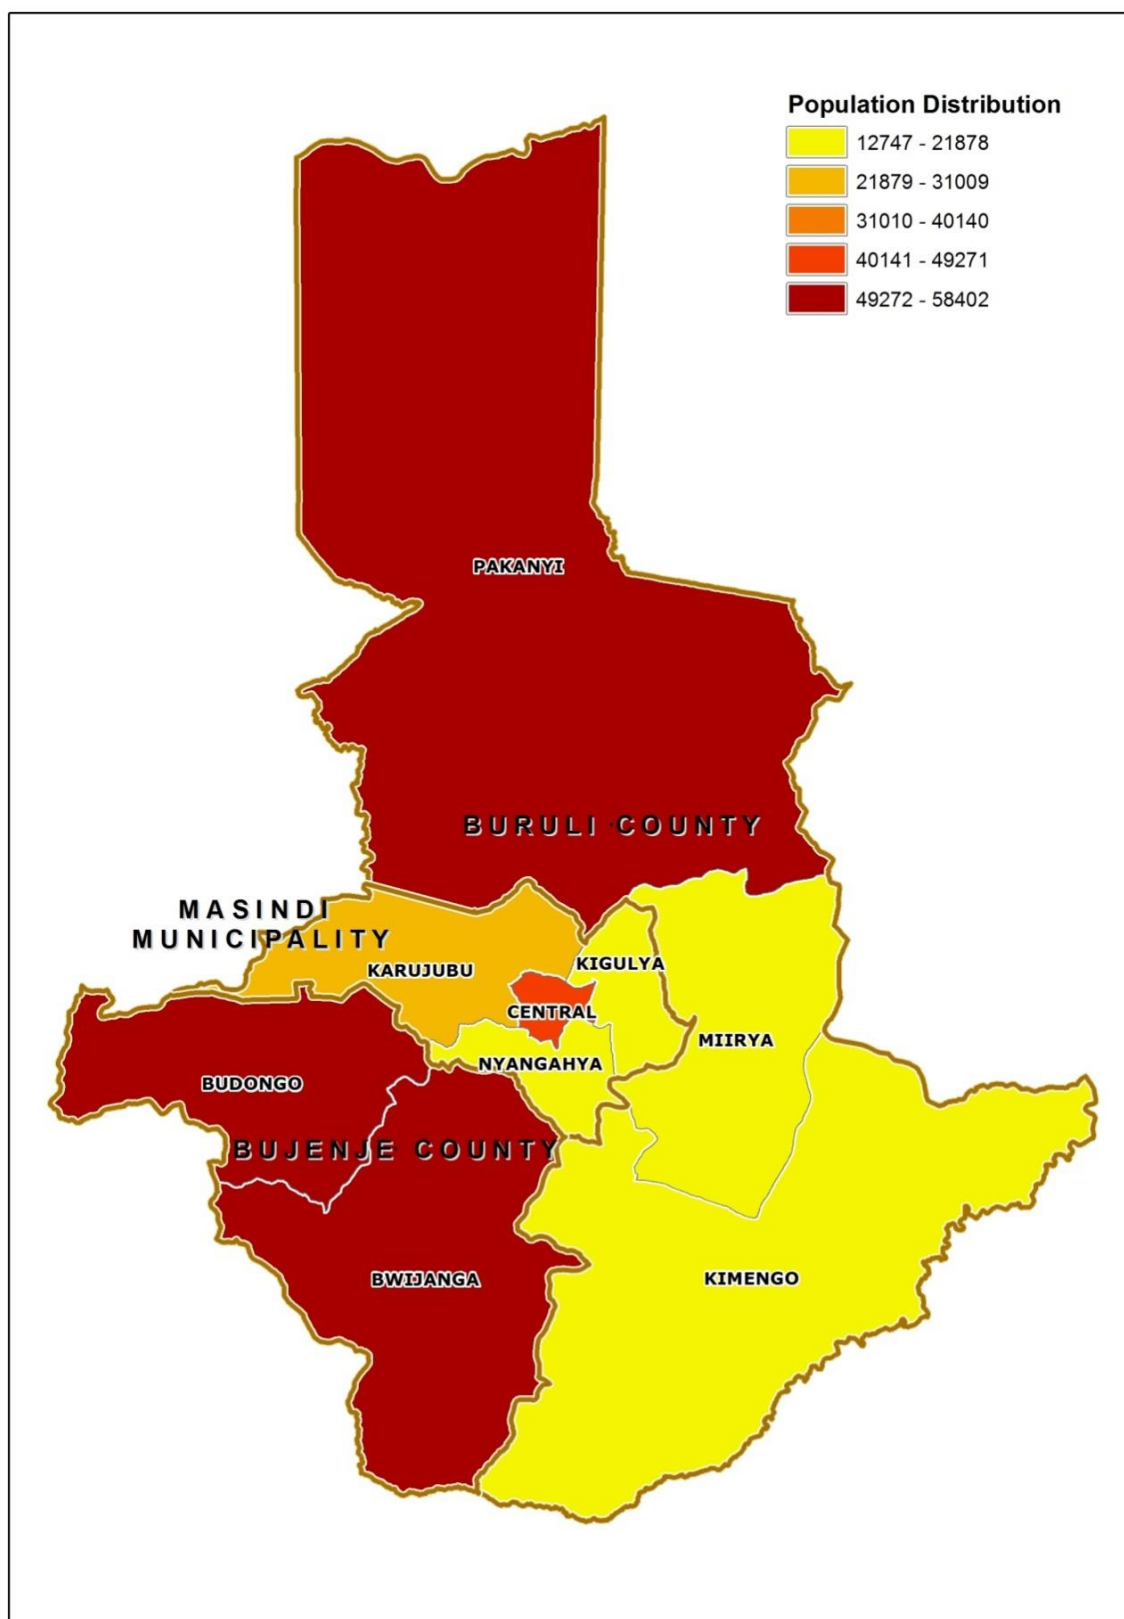 Population Distribution
12747 - 21878
21879 - 31009
31010 - 40140
40141 - 49271
49272 - 58402
PAKANYI
BURULI COUNTY
MASINDI
MUNICIPALITY
KARUJUBU
KIGULYA
CENTRAL
MIIRYA
NYANGAHYA
BUDONGO
BUJENJE COUNTY
BWIJANGA
KIMENGO